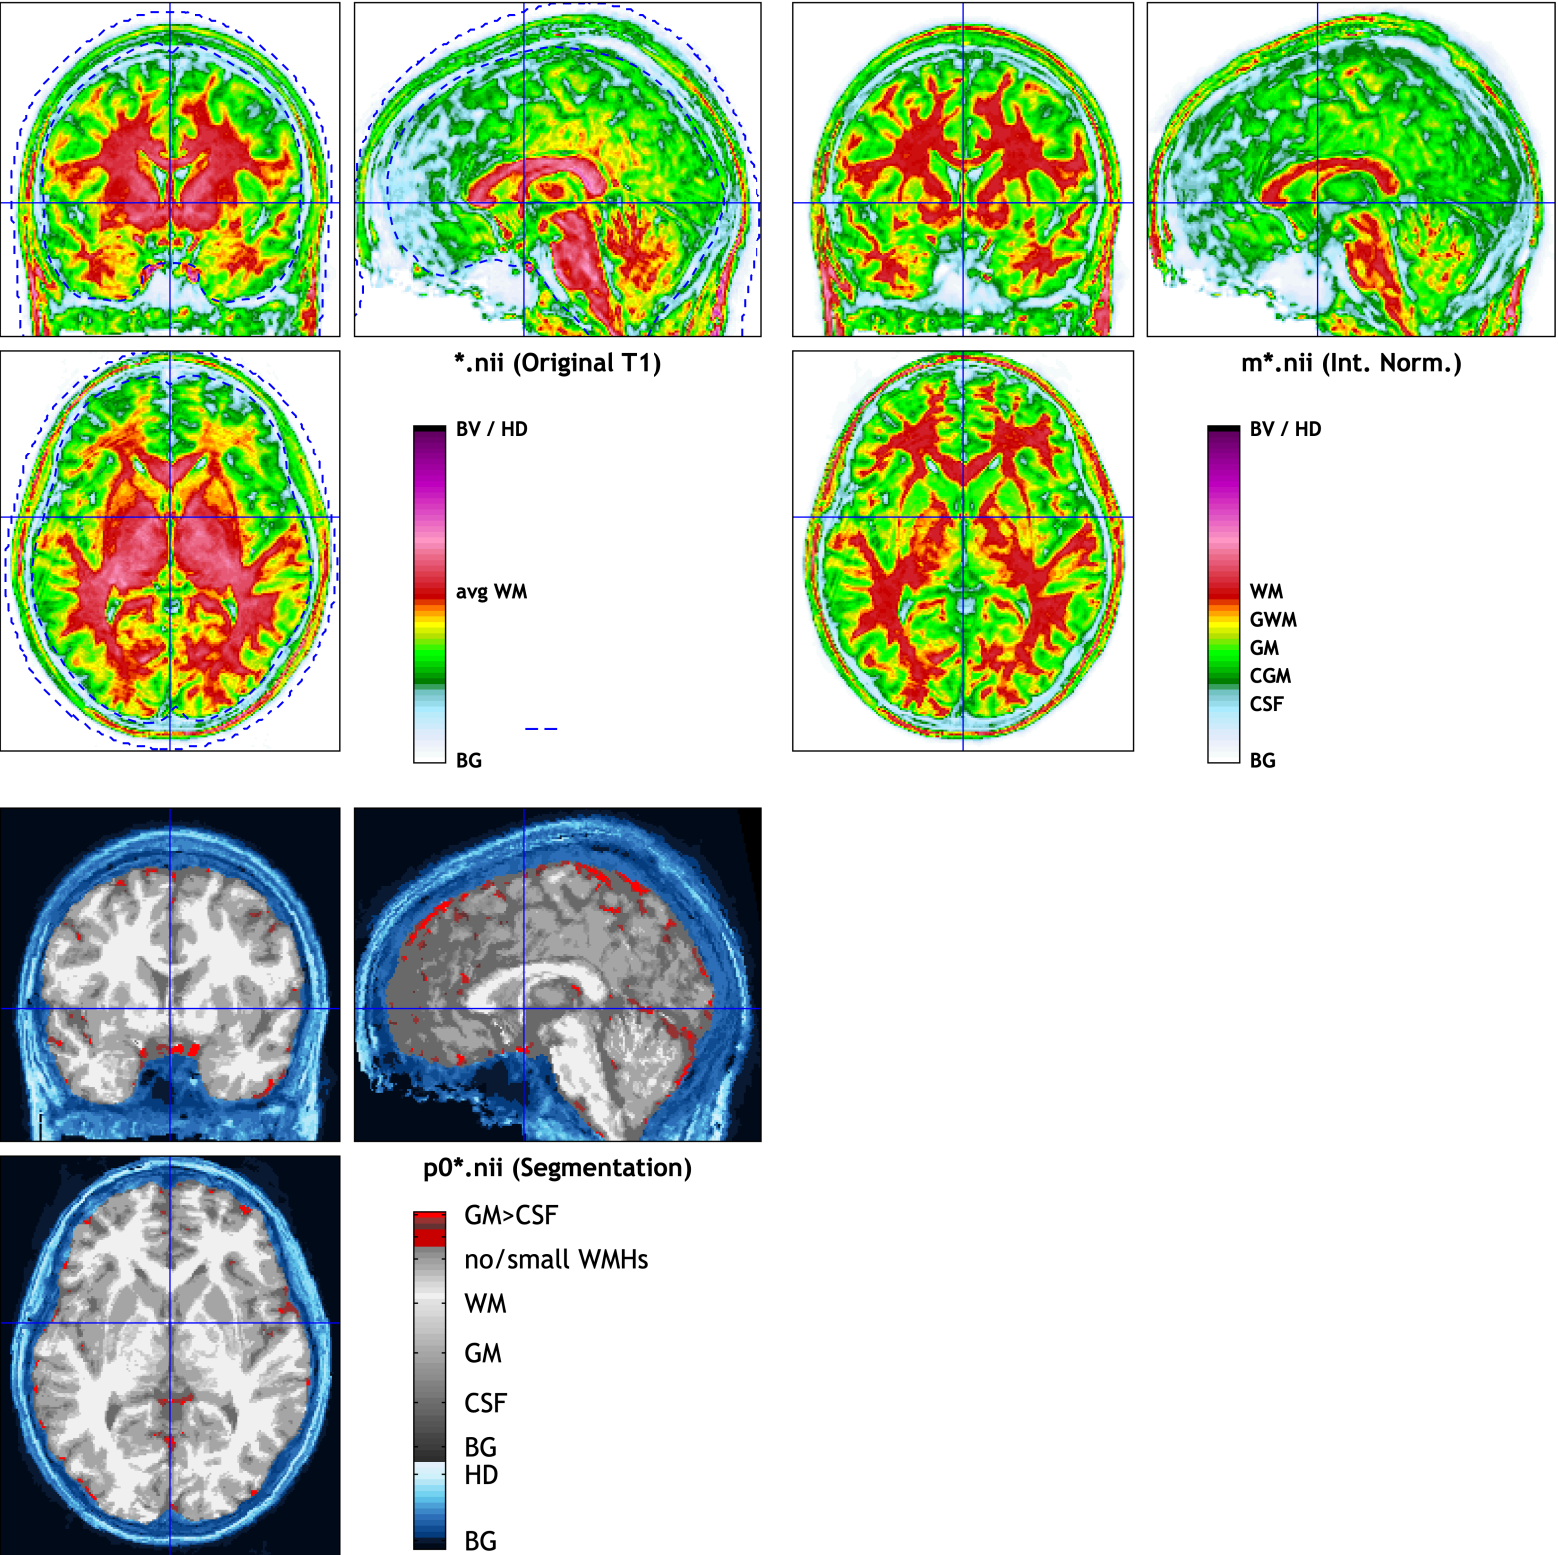 *.nii (Original T1)
BV / HD
avg WM
BG
m*.nii (Int. Norm.)
BV / HD
WM
GWM
GM
CGM
CSF
BG
p0*.nii (Segmentation)
GM>CSF
no/small WMHs
WM
GM
CSF
BG
HD
BG